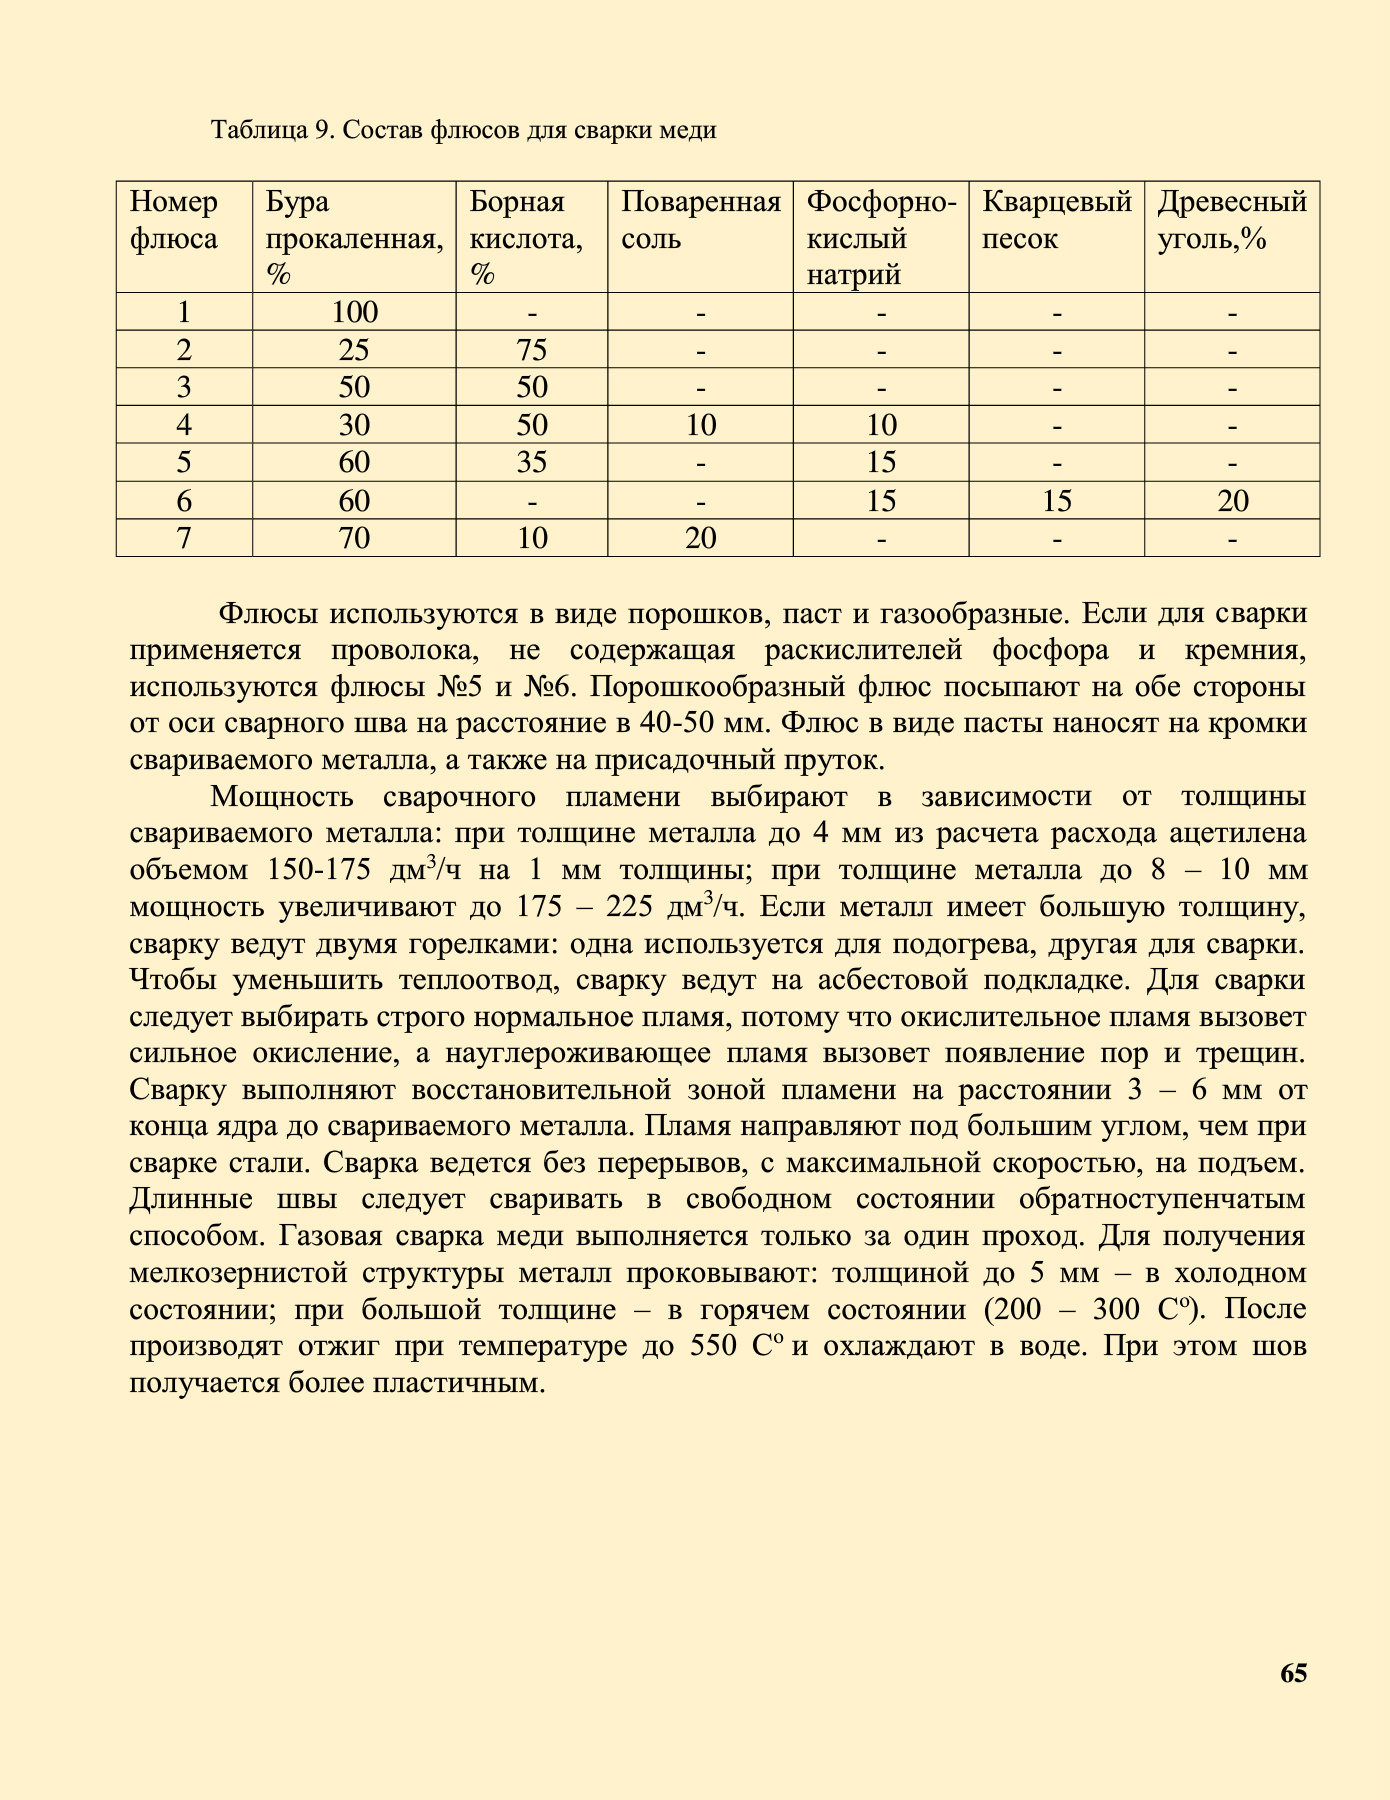 Таблица 9. Состав флюсов для сварки меди
Номер флюса | Бура прокаленная, % | Борная кислота, % | Поваренная соль | Фосфорно-кислый натрий | Кварцевый песок | Древесный уголь,%
1 | 100 | - | - | - | - | -
2 | 25 | 75 | - | - | - | -
3 | 50 | 50 | - | - | - | -
4 | 30 | 50 | 10 | 10 | - | -
5 | 60 | 35 | - | 15 | - | -
6 | 60 | - | - | 15 | 15 | 20
7 | 70 | 10 | 20 | - | - | -
Флюсы используются в виде порошков, паст и газообразные. Если для сварки
применяется проволока, не содержащая раскислителей фосфора и кремния,
используются флюсы №5 и №6. Порошкообразный флюс посыпают на обе стороны
от оси сварного шва на расстояние в 40-50 мм. Флюс в виде пасты наносят на кромки
свариваемого металла, а также на присадочный пруток.
Мощность сварочного пламени выбирают в зависимости от толщины
свариваемого металла: при толщине металла до 4 мм из расчета расхода ацетилена
объемом 150-175 дм³/ч на 1 мм толщины; при толщине металла до 8 – 10 мм
мощность увеличивают до 175 – 225 дм³/ч. Если металл имеет большую толщину,
сварку ведут двумя горелками: одна используется для подогрева, другая для сварки.
Чтобы уменьшить теплоотвод, сварку ведут на асбестовой подкладке. Для сварки
следует выбирать строго нормальное пламя, потому что окислительное пламя вызовет
сильное окисление, а науглероживающее пламя вызовет появление пор и трещин.
Сварку выполняют восстановительной зоной пламени на расстоянии 3 – 6 мм от
конца ядра до свариваемого металла. Пламя направляют под большим углом, чем при
сварке стали. Сварка ведется без перерывов, с максимальной скоростью, на подъем.
Длинные швы следует сваривать в свободном состоянии обратноступенчатым
способом. Газовая сварка меди выполняется только за один проход. Для получения
мелкозернистой структуры металл проковывают: толщиной до 5 мм – в холодном
состоянии; при большой толщине – в горячем состоянии (200 – 300 Сº). После
производят отжиг при температуре до 550 Сº и охлаждают в воде. При этом шов
получается более пластичным.
65